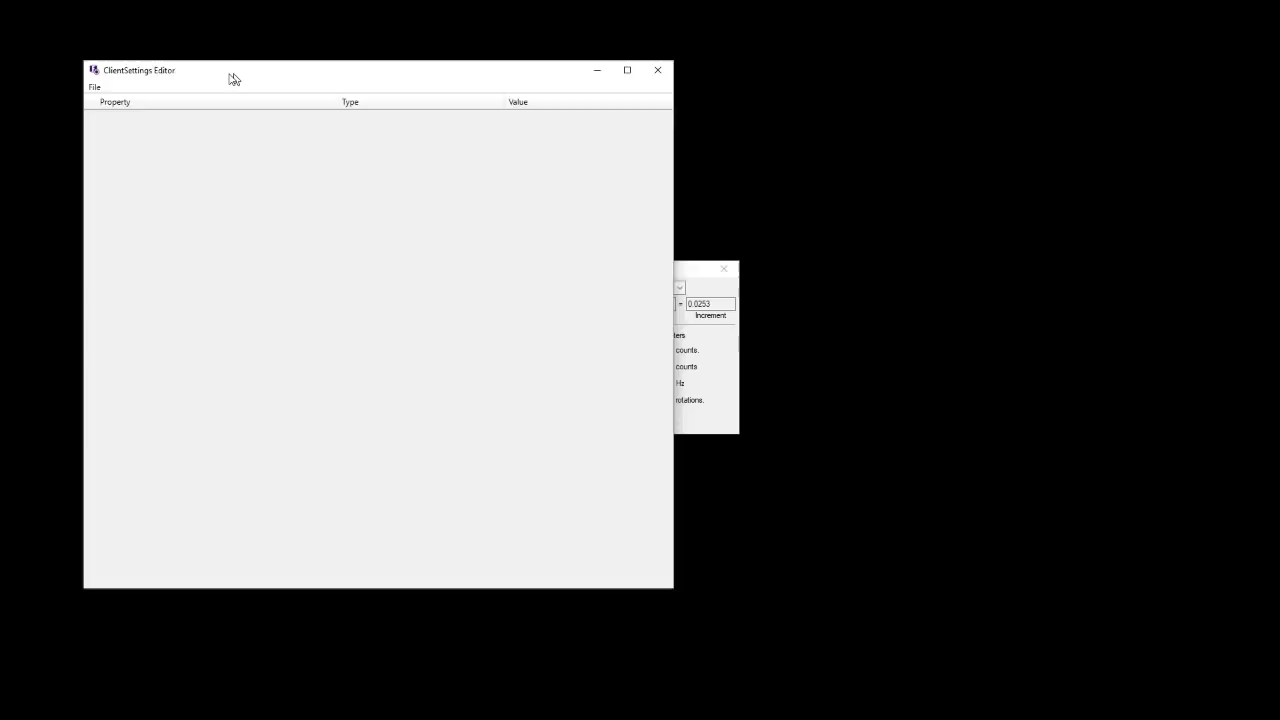 ClientSettings Editor
File
Property Type Value
= 0.0253
Increment
counts.
counts
Hz
rotations.